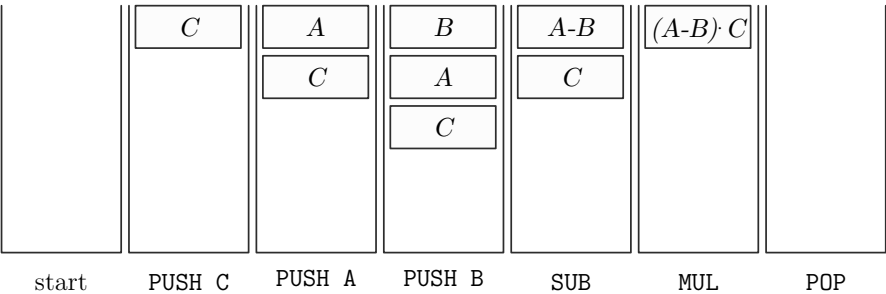 C A B A-B (A-B)· C
C A C
C
start PUSH C PUSH A PUSH B SUB MUL POP